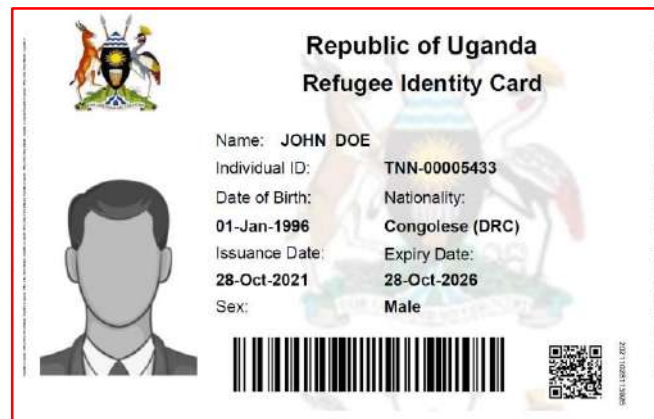 Republic of Uganda
Refugee Identity Card
Name: JOHN DOE
Individual ID: TNN-00005433
Date of Birth: Nationality:
01-Jan-1996 Congolese (DRC)
Issuance Date: Expiry Date:
28-Oct-2021 28-Oct-2026
Sex: Male